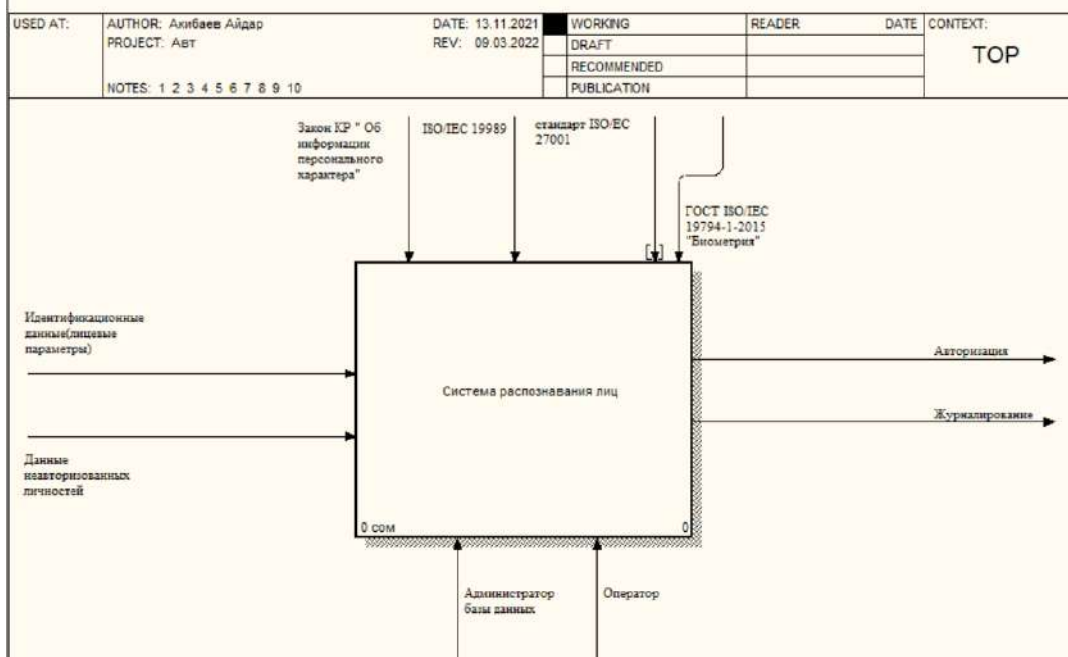 USED AT:
AUTHOR: Акибаев Айдар
DATE: 13.11.2021
WORKING
READER
DATE
CONTEXT:
PROJECT: Авт
REV: 09.03.2022
DRAFT
TOP
RECOMMENDED
NOTES: 1 2 3 4 5 6 7 8 9 10
PUBLICATION
Закон КР " Об
информации
персонального
характера"
ISO/IEC 19989
стандарт ISO/EC
27001
ГОСТ ISO/IEC
19794-1-2015
"Биометрия"
Идентификационные
данные(лицевые
параметры)
Авторизация
Система распознавания лиц
Журналирование
Данные
неавторизованных
личностей
0 сом
0
Администратор
базы данных
Оператор